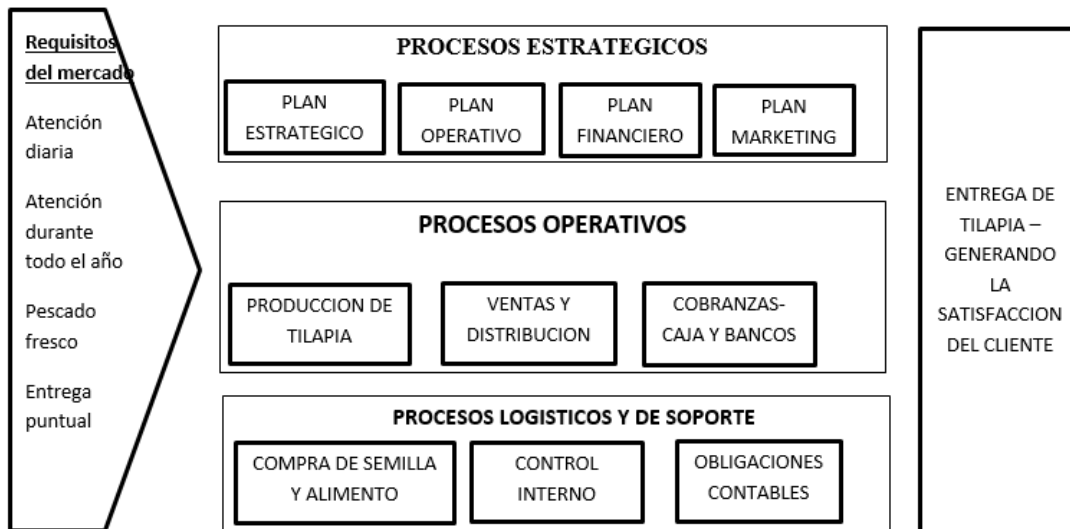 Requisitos
del mercado
Atención
diaria
Atención
durante
todo el año
Pescado
fresco
Entrega
puntual
PROCESOS ESTRATEGICOS
PLAN
ESTRATEGICO
PLAN
OPERATIVO
PLAN
FINANCIERO
PLAN
MARKETING
PROCESOS OPERATIVOS
PRODUCCION DE
TILAPIA
VENTAS Y
DISTRIBUCION
COBRANZAS-
CAJA Y BANCOS
PROCESOS LOGISTICOS Y DE SOPORTE
COMPRA DE SEMILLA
Y ALIMENTO
CONTROL
INTERNO
OBLIGACIONES
CONTABLES
ENTREGA DE
TILAPIA –
GENERANDO
LA
SATISFACCION
DEL CLIENTE